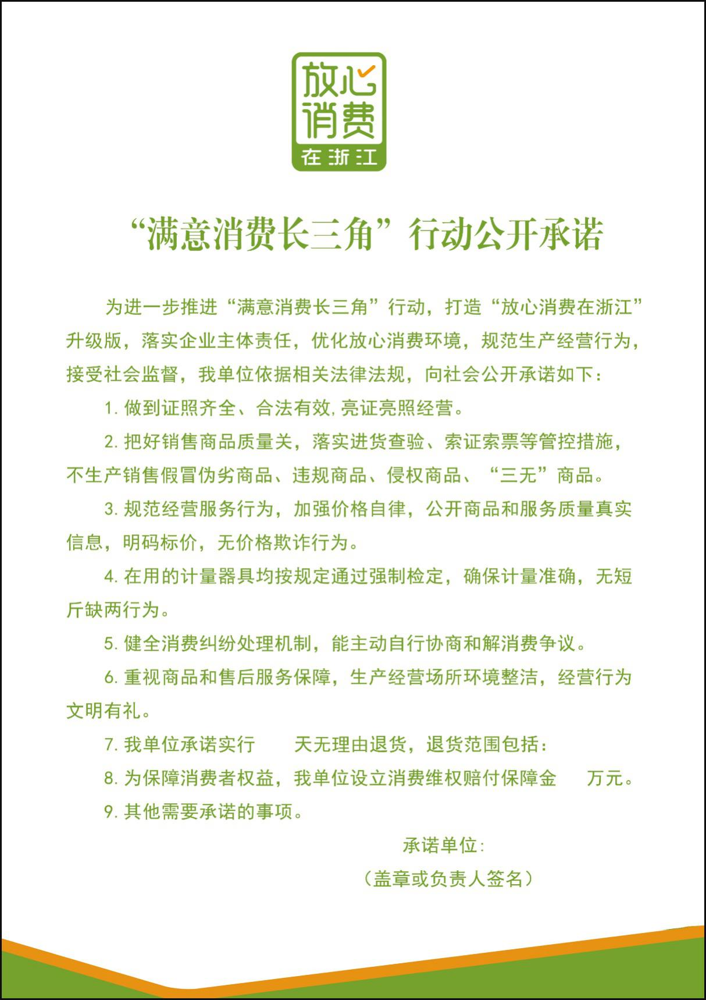 放心
消费
在浙江
“满意消费长三角”行动公开承诺
为进一步推进“满意消费长三角”行动，打造“放心消费在浙江”
升级版，落实企业主体责任，优化放心消费环境，规范生产经营行为，
接受社会监督，我单位依据相关法律法规，向社会公开承诺如下：
1.做到证照齐全、合法有效,亮证亮照经营。
2.把好销售商品质量关，落实进货查验、索证索票等管控措施，
不生产销售假冒伪劣商品、违规商品、侵权商品、“三无”商品。
3.规范经营服务行为，加强价格自律，公开商品和服务质量真实
信息，明码标价，无价格欺诈行为。
4.在用的计量器具均按规定通过强制检定，确保计量准确，无短
斤缺两行为。
5.健全消费纠纷处理机制，能主动自行协商和解消费争议。
6.重视商品和售后服务保障，生产经营场所环境整洁，经营行为
文明有礼。
7.我单位承诺实行　　天无理由退货，退货范围包括：
8.为保障消费者权益，我单位设立消费维权赔付保障金　　万元。
9.其他需要承诺的事项。
承诺单位:
（盖章或负责人签名）